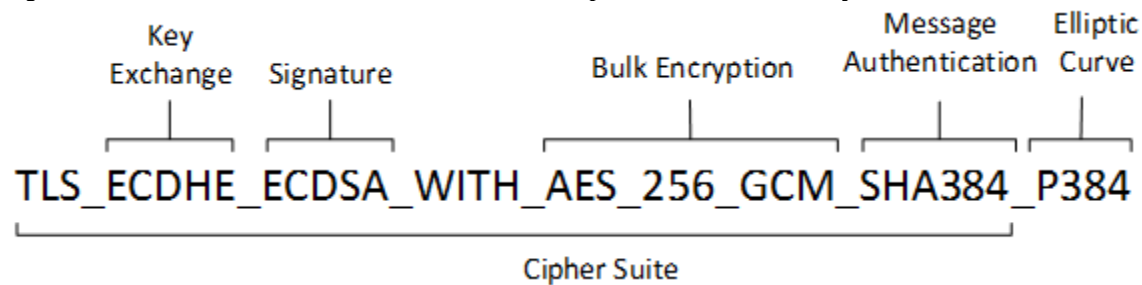 Key
Exchange
Signature
Bulk Encryption
Message
Authentication
Elliptic
Curve
TLS_ECDHE_ECDSA_WITH_AES_256_GCM_SHA384_P384
Cipher Suite